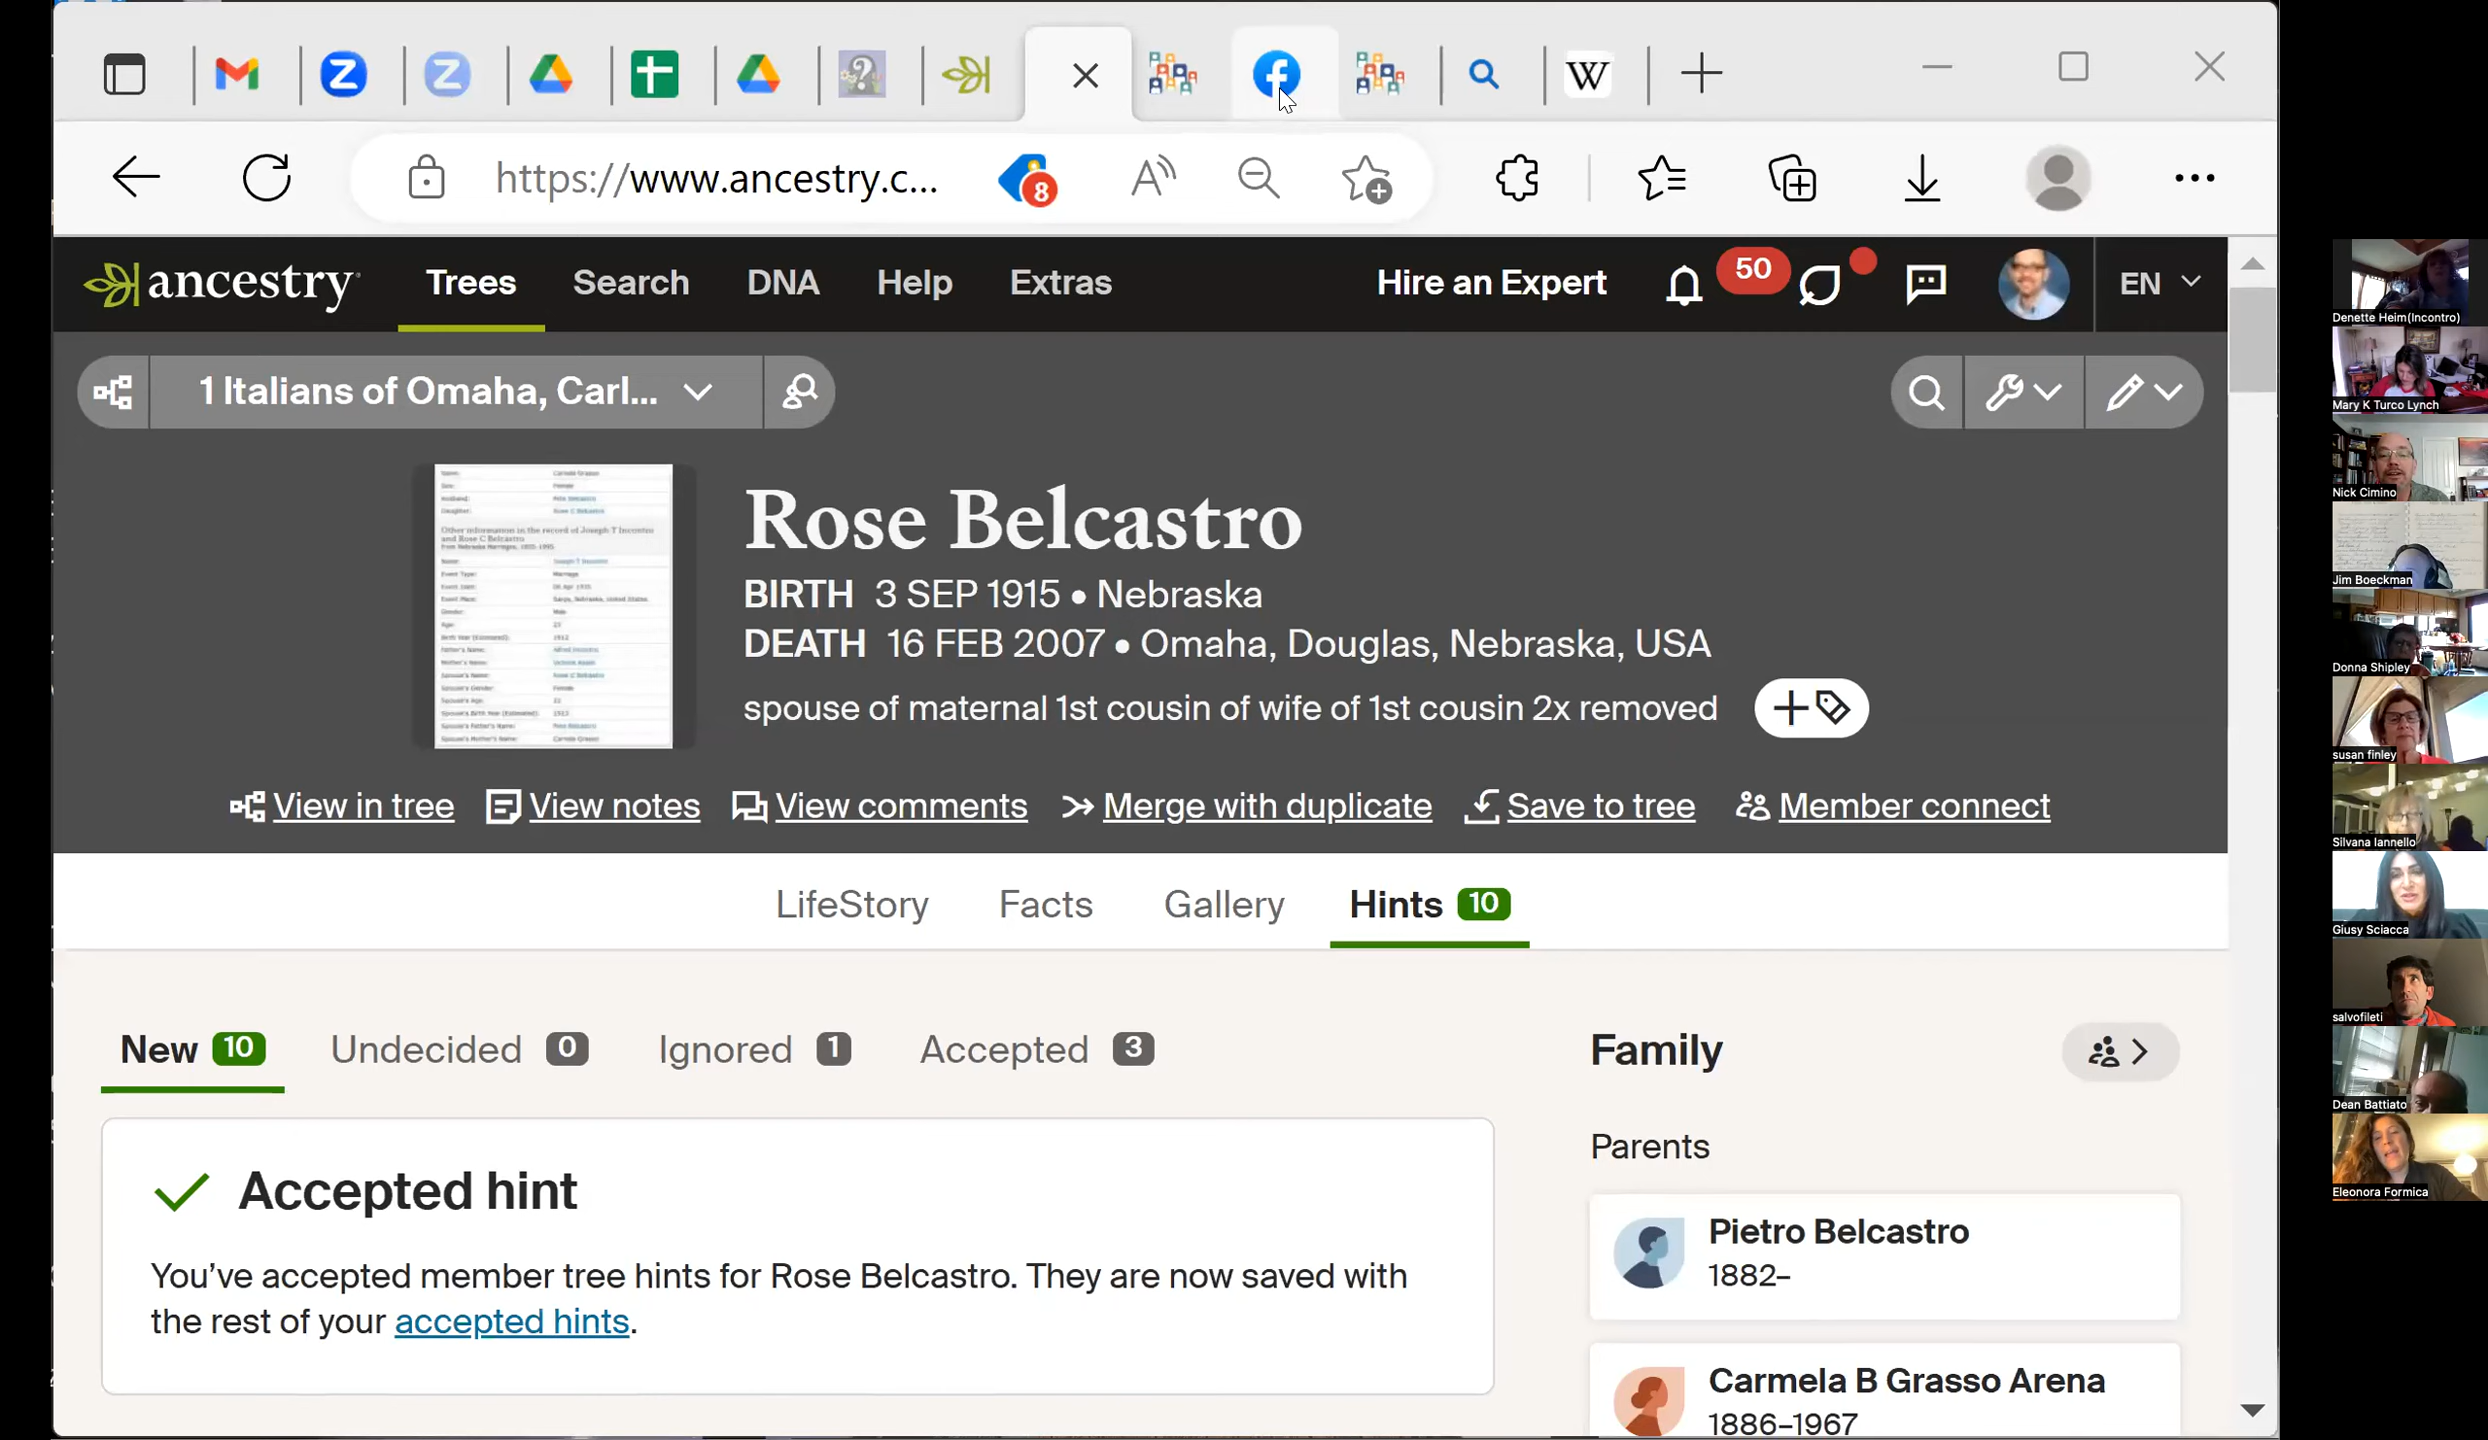 https://www.ancestry.c...
8
ancestry
Trees
Search
DNA
Help
Extras
Hire an Expert
50
EN
1 Italians of Omaha, Carl...
Rose Belcastro
BIRTH 3 SEP 1915 • Nebraska
DEATH 16 FEB 2007 • Omaha, Douglas, Nebraska, USA
spouse of maternal 1st cousin of wife of 1st cousin 2x removed
View in tree
View notes
View comments
Merge with duplicate
Save to tree
Member connect
LifeStory
Facts
Gallery
Hints 10
New 10
Undecided 0
Ignored 1
Accepted 3
Accepted hint
You've accepted member tree hints for Rose Belcastro. They are now saved with
the rest of your accepted hints.
Family
Parents
Pietro Belcastro
1882–
Carmela B Grasso Arena
1886–1967
Denette Heim(Incontro)
Mary K Turco Lynch
Nick Cimino
Jim Boeckman
Donna Shipley
susan finley
Silvana Iannello
Giusy Sciacca
salvofileti
Dean Battiato
Eleonora Formica